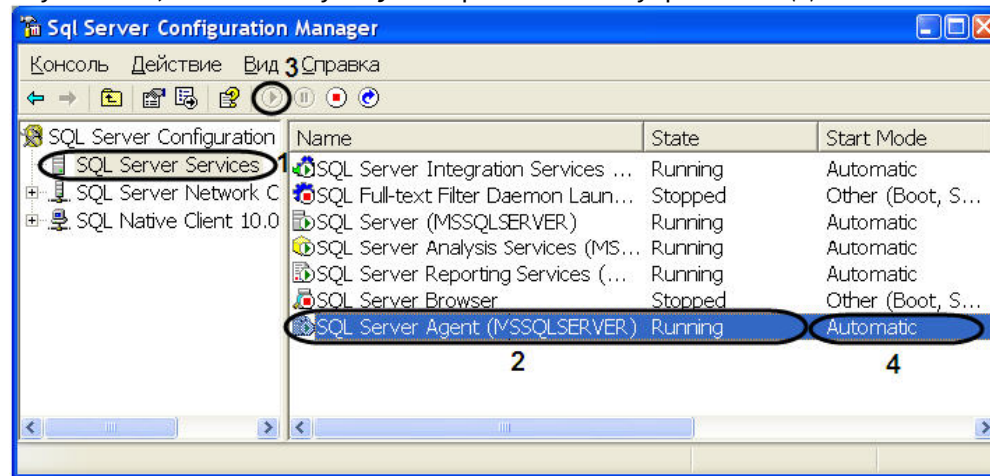 Sql Server Configuration Manager
Консоль Действие Вид 3 Справка
SQL Server Configuration
SQL Server Services 1
SQL Server Network C
SQL Native Client 10.0
Name State Start Mode
SQL Server Integration Services ... Running Automatic
SQL Full-text Filter Daemon Laun... Stopped Other (Boot, S...
SQL Server (MSSQLSERVER) Running Automatic
SQL Server Analysis Services (MS... Running Automatic
SQL Server Reporting Services (... Running Automatic
SQL Server Browser Stopped Other (Boot, S...
SQL Server Agent (MSSQLSERVER) Running Automatic
2 4